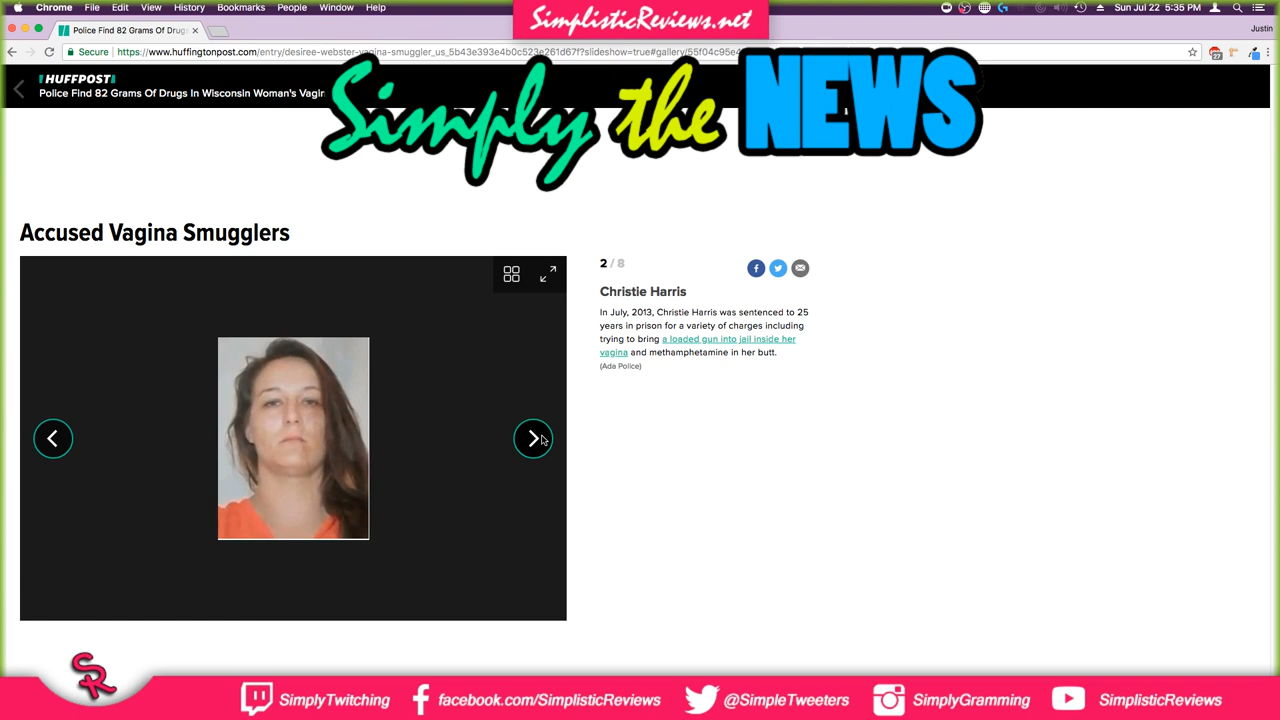 Chrome File Edit View History Bookmarks People Window Help
Sun Jul 22 5:35 PM
SimplisticReviews.net
Police Find 82 Grams Of Drugs
Justin
Secure https://www.huffingtonpost.com/entry/desiree-webster-vagina-smuggler_us_5b43e393e4b0c523e261d67f?slideshow=true#gallery/55f04c95e4
27
HUFFPOST
Police Find 82 Grams Of Drugs In Wisconsin Woman's Vagin
Simply the NEWS
Accused Vagina Smugglers
2 / 8
Christie Harris
In July, 2013, Christie Harris was sentenced to 25
years in prison for a variety of charges including
trying to bring a loaded gun into jail inside her
vagina and methamphetamine in her butt.
(Ada Police)
SR
SimplyTwitching
facebook.com/SimplisticReviews
@SimpleTweeters
SimplyGramming
SimplisticReviews